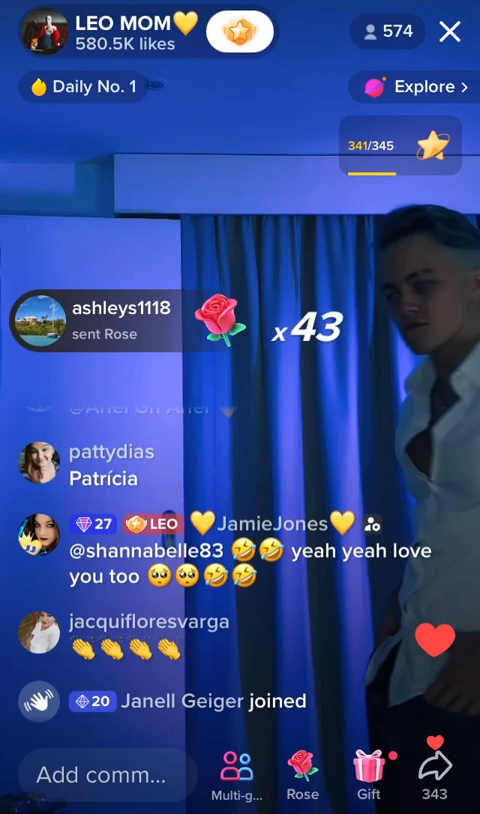 LEO MOM💛
580.5K likes
574
Daily No. 1
Explore >
341/345
ashleys1118
sent Rose
x43
pattydias
Patrícia
27 LEO 💛JamieJones💛
@shannabelle83 🤣🤣 yeah yeah love
you too 🥺🥺🤣🤣
jacquifloresvarga
👏👏👏👏
20 Janell Geiger joined
Add comm...
Multi-g...
Rose
Gift
343